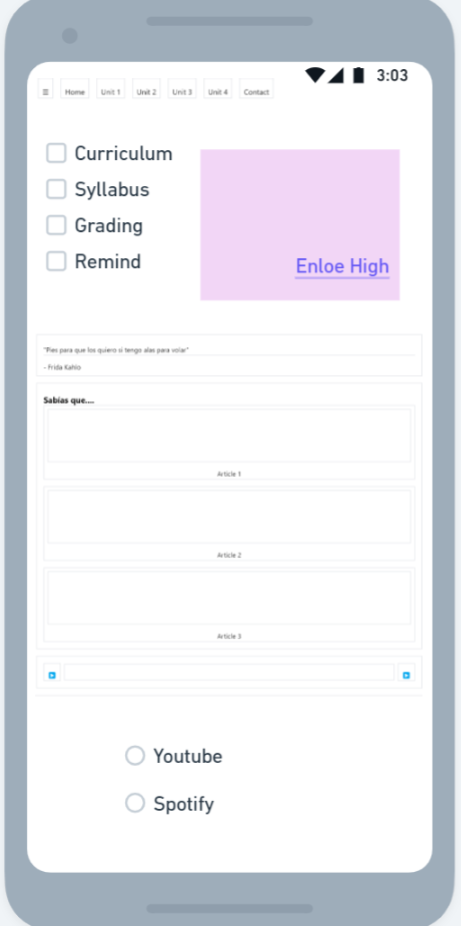 3:03
☰ Home Unit 1 Unit 2 Unit 3 Unit 4 Contact
Curriculum
Syllabus
Grading
Remind
Enloe High
"Pies para que los quiero si tengo alas para volar"
- Frida Kahlo
Sabías que....
Article 1
Article 2
Article 3
Youtube
Spotify